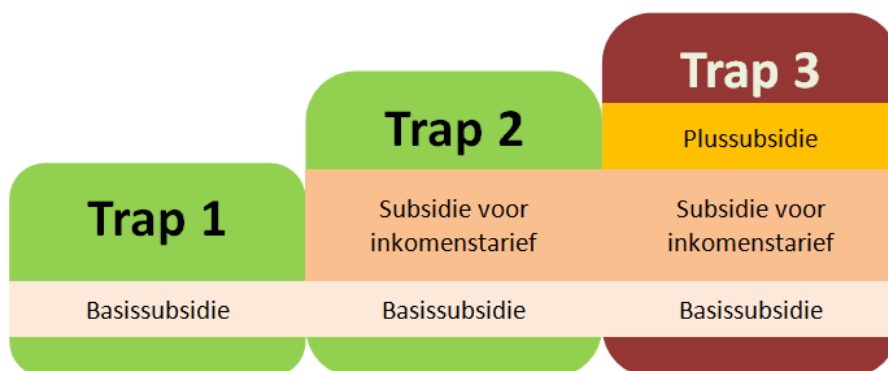 Trap 1
Basissubsidie
Trap 2
Subsidie voor
inkomenstarief
Basissubsidie
Trap 3
Plussubsidie
Subsidie voor
inkomenstarief
Basissubsidie